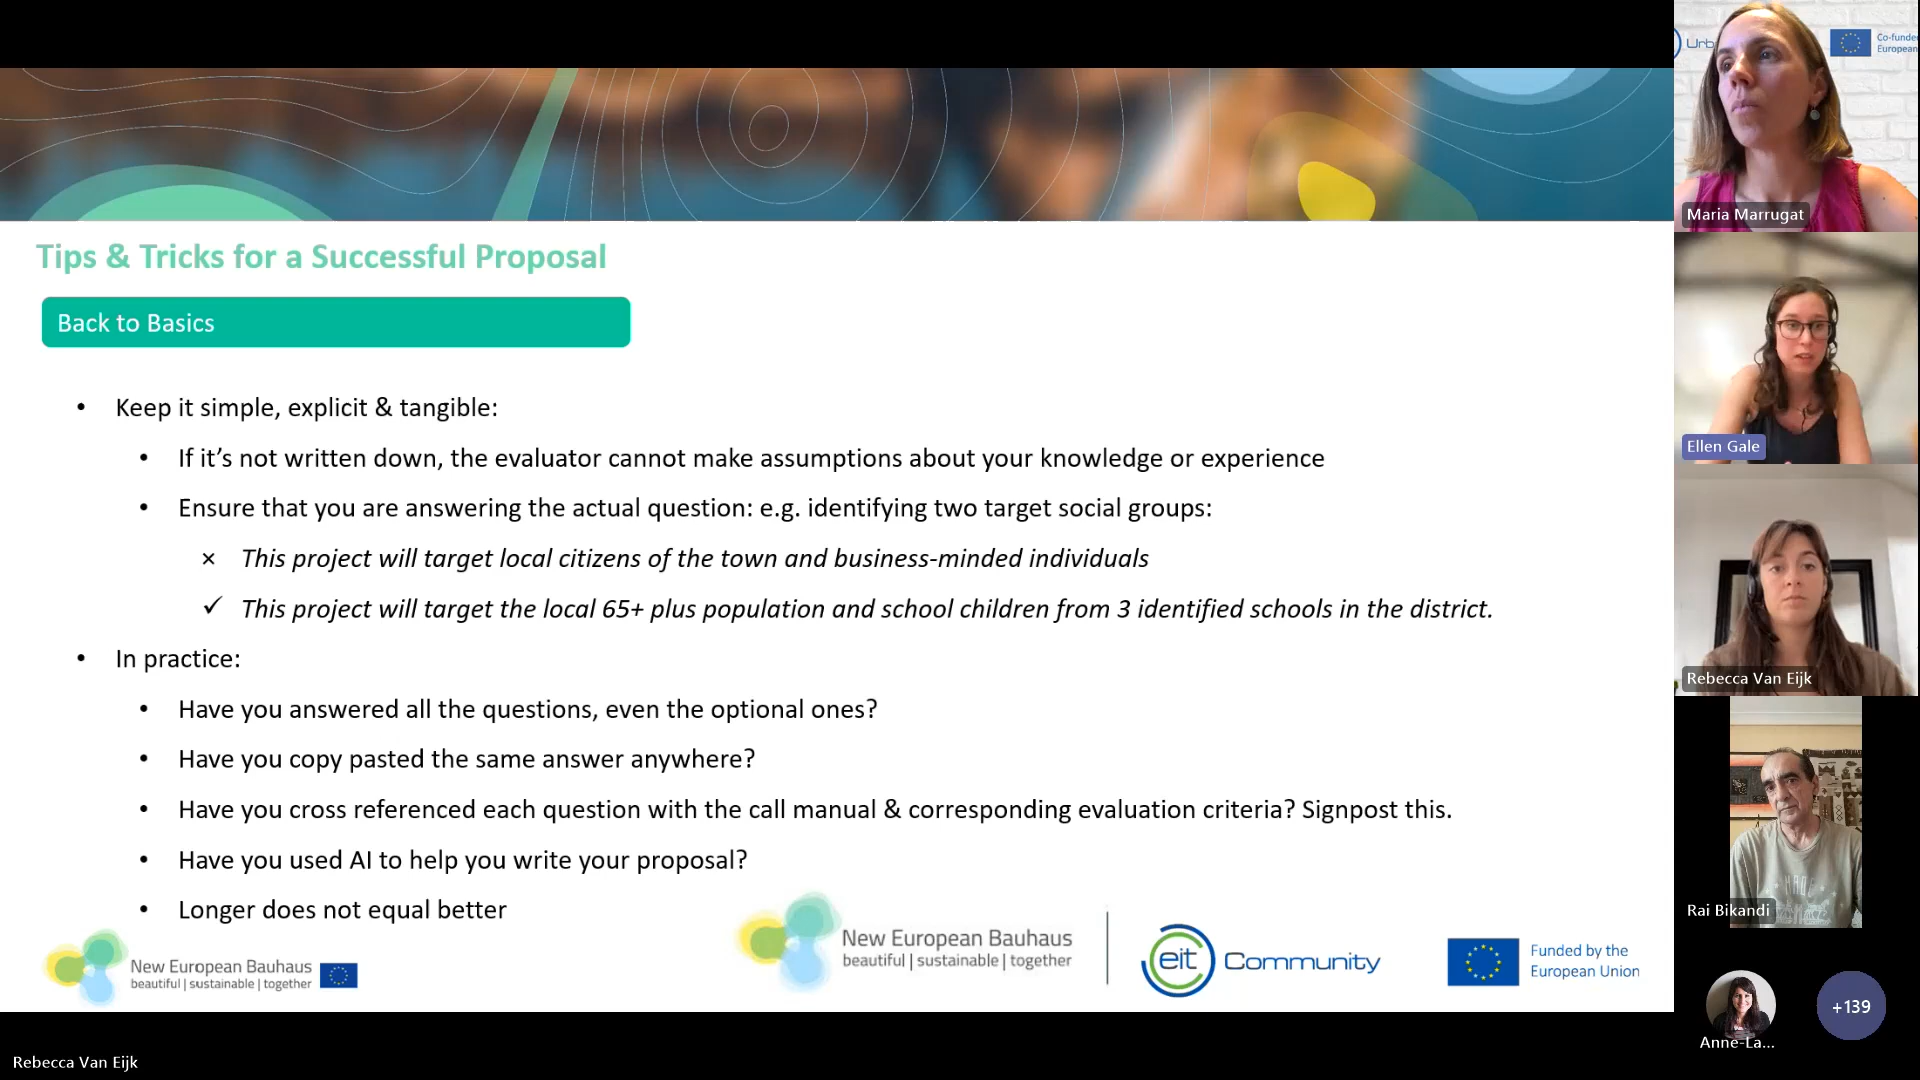 Tips & Tricks for a Successful Proposal
Back to Basics
• Keep it simple, explicit & tangible:
• If it’s not written down, the evaluator cannot make assumptions about your knowledge or experience
• Ensure that you are answering the actual question: e.g. identifying two target social groups:
× This project will target local citizens of the town and business-minded individuals
✓ This project will target the local 65+ plus population and school children from 3 identified schools in the district.
• In practice:
• Have you answered all the questions, even the optional ones?
• Have you copy pasted the same answer anywhere?
• Have you cross referenced each question with the call manual & corresponding evaluation criteria? Signpost this.
• Have you used AI to help you write your proposal?
• Longer does not equal better
New European Bauhaus
beautiful | sustainable | together
New European Bauhaus
beautiful | sustainable | together
eit Community
Funded by the
European Union
Rebecca Van Eijk
Urb
Co-funde
European
Maria Marrugat
Ellen Gale
Rebecca Van Eijk
Rai Bikandi
Anne-La...
+139